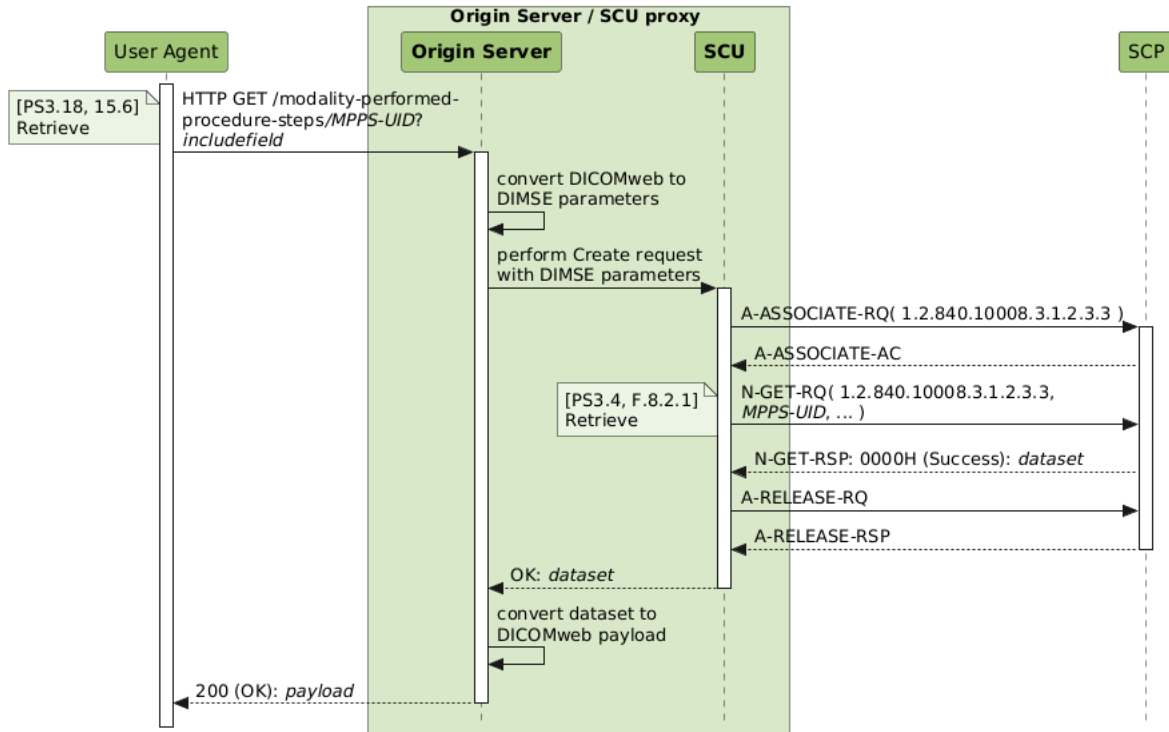 Origin Server / SCU proxy
User Agent
Origin Server
SCU
SCP
[PS3.18, 15.6]
Retrieve
HTTP GET /modality-performed-
procedure-steps/MPPS-UID?
includefield
convert DICOMweb to
DIMSE parameters
perform Create request
with DIMSE parameters
A-ASSOCIATE-RQ( 1.2.840.10008.3.1.2.3.3 )
A-ASSOCIATE-AC
[PS3.4, F.8.2.1]
Retrieve
N-GET-RQ( 1.2.840.10008.3.1.2.3.3,
MPPS-UID, ... )
N-GET-RSP: 0000H (Success): dataset
A-RELEASE-RQ
A-RELEASE-RSP
OK: dataset
convert dataset to
DICOMweb payload
200 (OK): payload